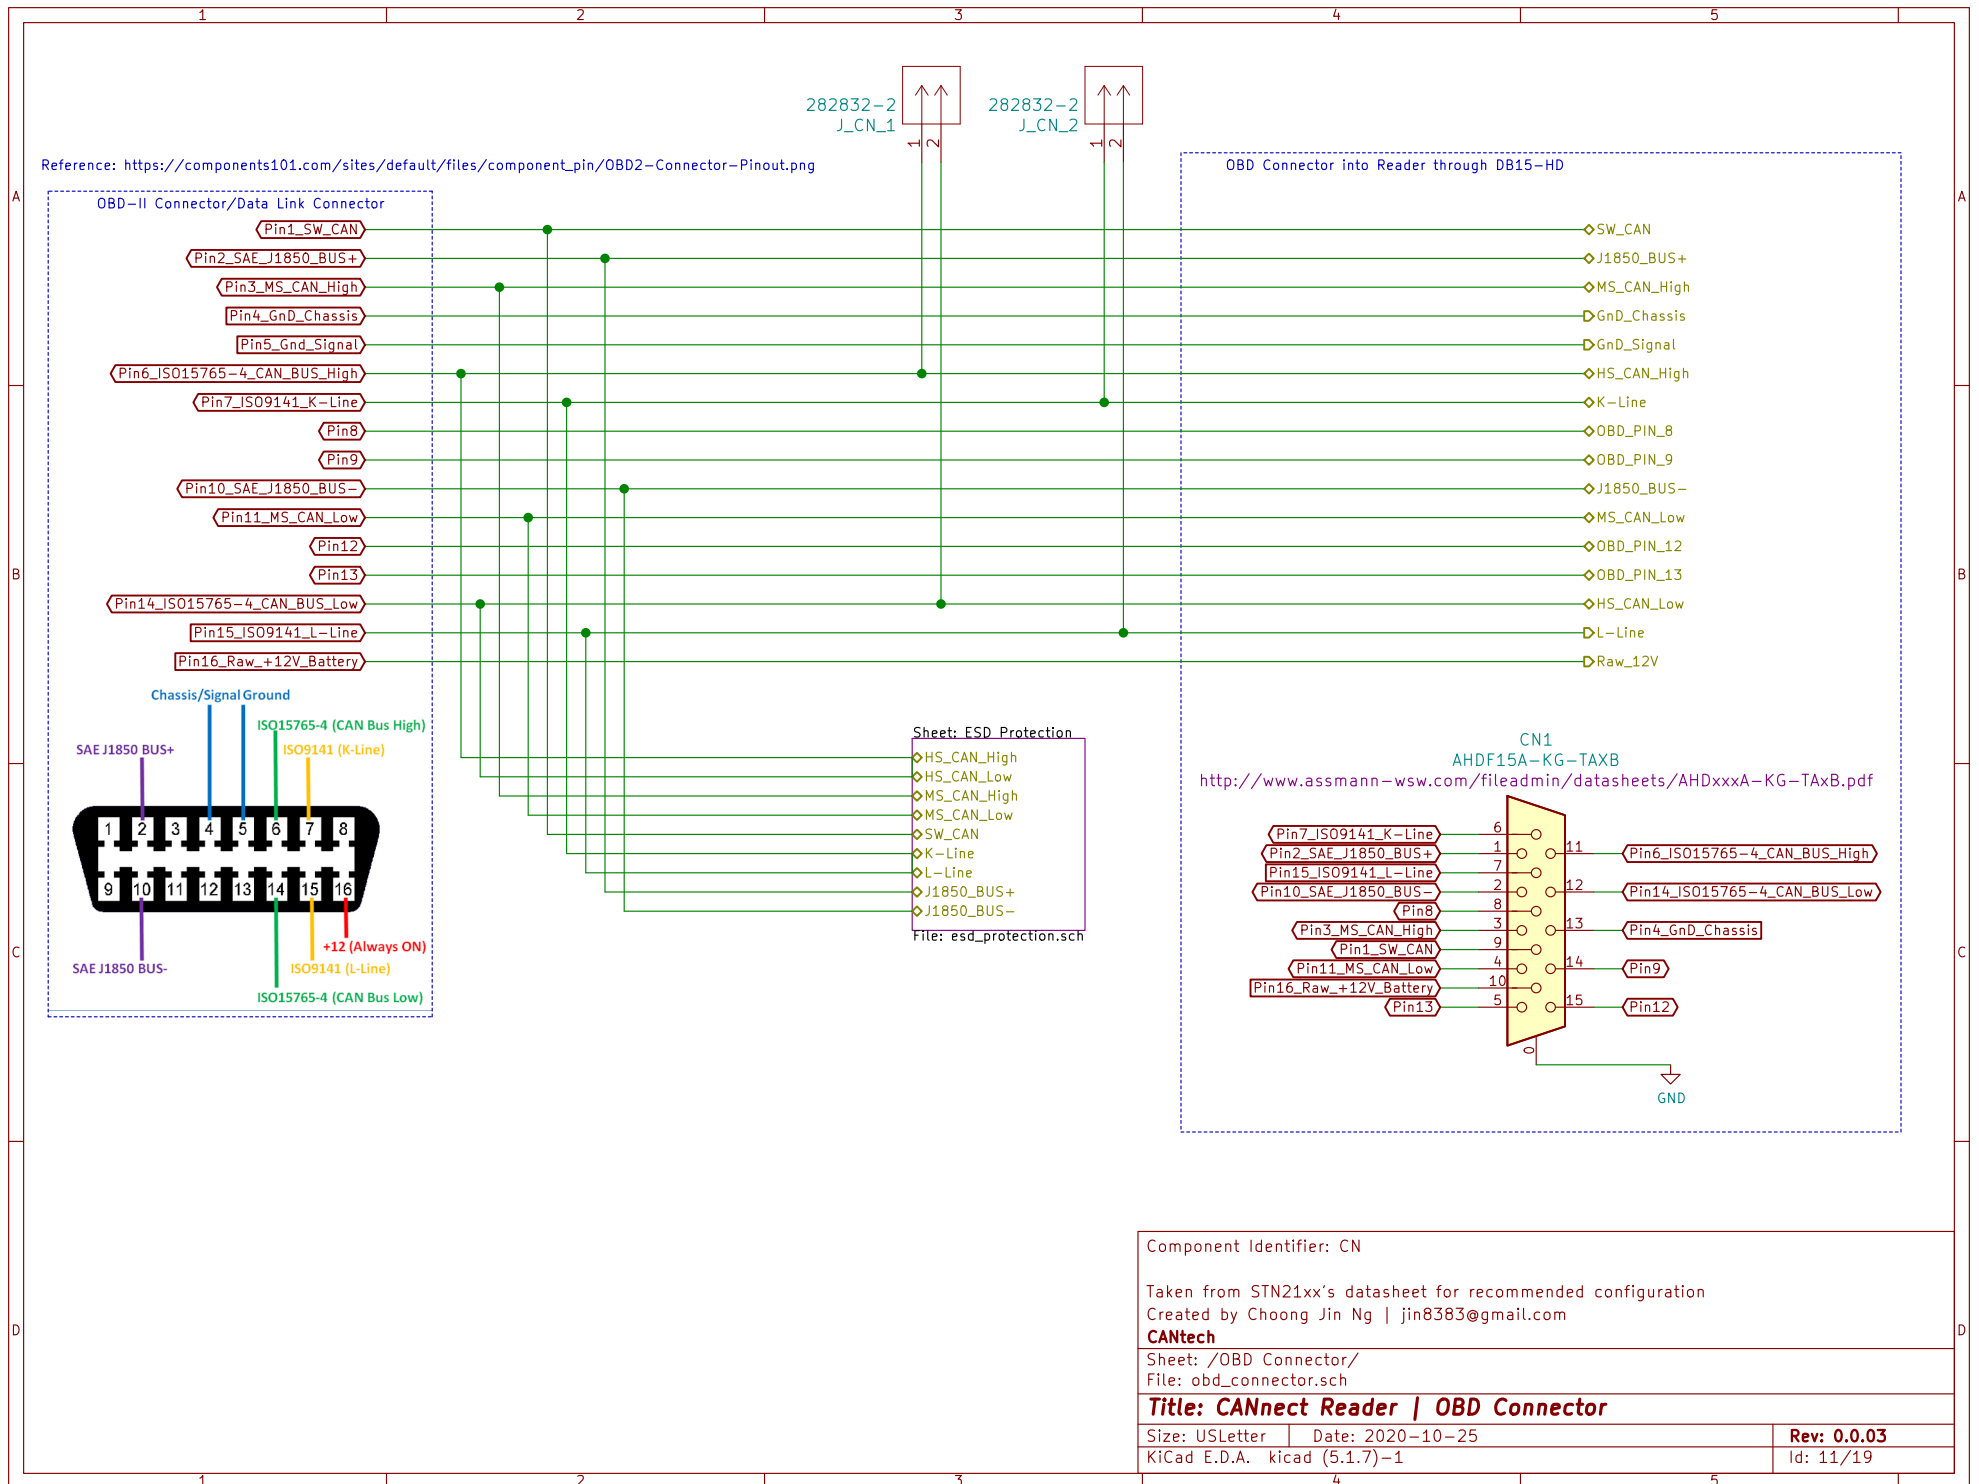 1 2 3 4 5
282832-2
J_CN_1
1
2
282832-2
J_CN_2
1
2
Reference: https://components101.com/sites/default/files/component_pin/OBD2-Connector-Pinout.png
OBD-II Connector/Data Link Connector
Pin1_SW_CAN
Pin2_SAE_J1850_BUS+
Pin3_MS_CAN_High
Pin4_GnD_Chassis
Pin5_Gnd_Signal
Pin6_ISO15765-4_CAN_BUS_High
Pin7_ISO9141_K-Line
Pin8
Pin9
Pin10_SAE_J1850_BUS-
Pin11_MS_CAN_Low
Pin12
Pin13
Pin14_ISO15765-4_CAN_BUS_Low
Pin15_ISO9141_L-Line
Pin16_Raw_+12V_Battery
Chassis/Signal Ground
ISO15765-4 (CAN Bus High)
SAE J1850 BUS+
ISO9141 (K-Line)
1 2 3 4 5 6 7 8
9 10 11 12 13 14 15 16
+12 (Always ON)
SAE J1850 BUS-
ISO9141 (L-Line)
ISO15765-4 (CAN Bus Low)
Sheet: ESD Protection
HS_CAN_High
HS_CAN_Low
MS_CAN_High
MS_CAN_Low
SW_CAN
K-Line
L-Line
J1850_BUS+
J1850_BUS-
File: esd_protection.sch
OBD Connector into Reader through DB15-HD
SW_CAN
J1850_BUS+
MS_CAN_High
GnD_Chassis
GnD_Signal
HS_CAN_High
K-Line
OBD_PIN_8
OBD_PIN_9
J1850_BUS-
MS_CAN_Low
OBD_PIN_12
OBD_PIN_13
HS_CAN_Low
L-Line
Raw_12V
CN1
AHDF15A-KG-TAXB
http://www.assmann-wsw.com/fileadmin/datasheets/AHDxxxA-KG-TAxB.pdf
Pin7_ISO9141_K-Line 6
Pin2_SAE_J1850_BUS+ 1 11 Pin6_ISO15765-4_CAN_BUS_High
Pin15_ISO9141_L-Line 7
Pin10_SAE_J1850_BUS- 2 12 Pin14_ISO15765-4_CAN_BUS_Low
Pin8 8
Pin3_MS_CAN_High 3 13 Pin4_GnD_Chassis
Pin1_SW_CAN 9
Pin11_MS_CAN_Low 4 14 Pin9
Pin16_Raw_+12V_Battery 10
Pin13 5 15 Pin12
0
GND
A A
B B
C C
D D
Component Identifier: CN
Taken from STN21xx's datasheet for recommended configuration
Created by Choong Jin Ng | jin8383@gmail.com
CANtech
Sheet: /OBD Connector/
File: obd_connector.sch
Title: CANnect Reader | OBD Connector
Size: USLetter Date: 2020-10-25 Rev: 0.0.03
KiCad E.D.A. kicad (5.1.7)-1 Id: 11/19
1 2 3 4 5